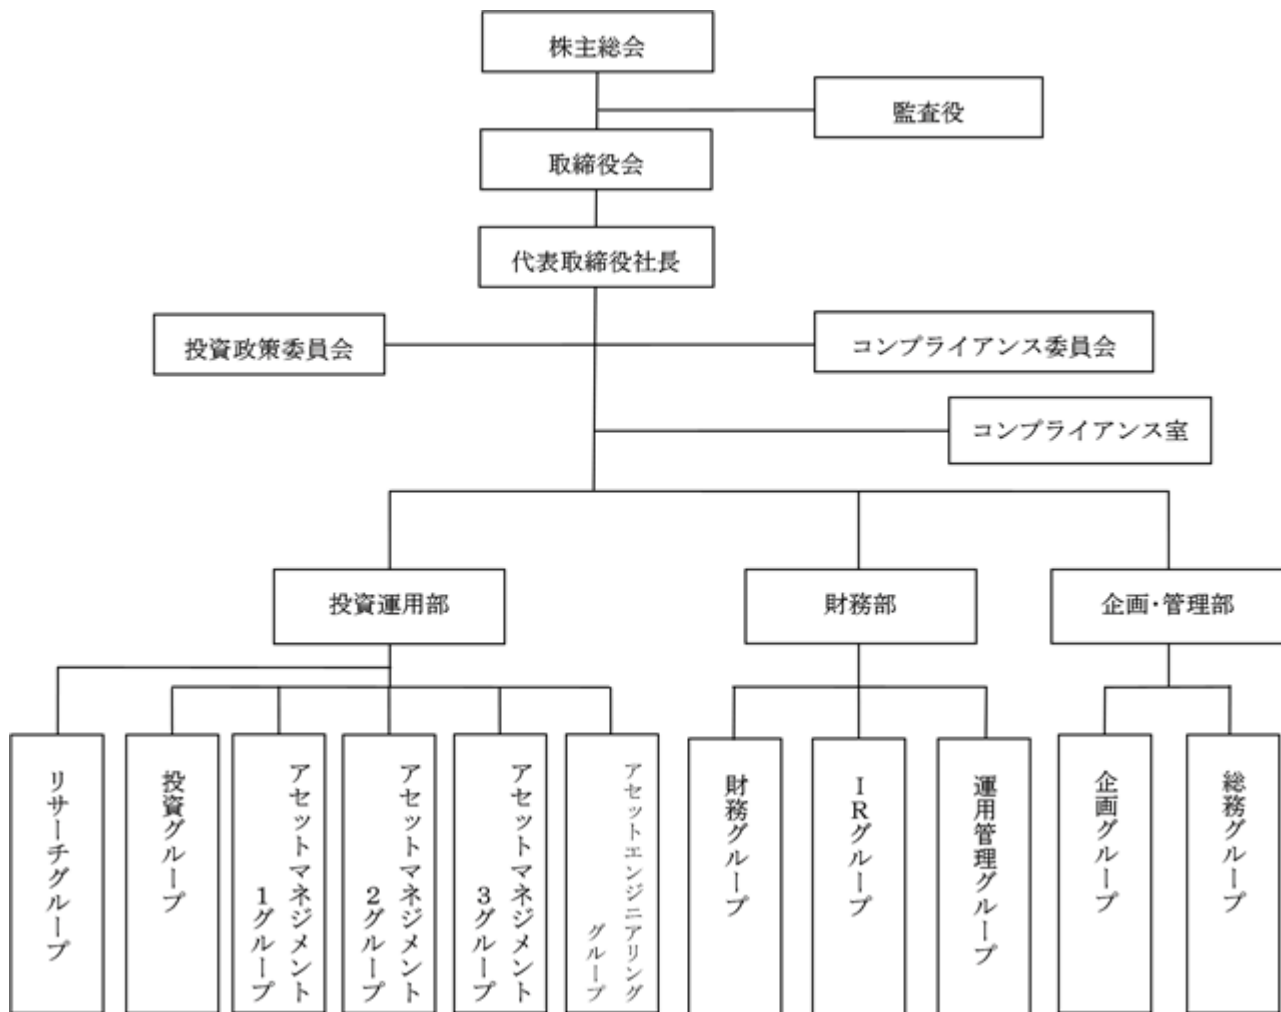 株主総会
監査役
取締役会
代表取締役社長
投資政策委員会
コンプライアンス委員会
コンプライアンス室
投資運用部
財務部
企画・管理部
リサーチグループ
投資グループ
アセットマネジメント
1グループ
アセットマネジメント
2グループ
アセットマネジメント
3グループ
アセットエンジニアリング
グループ
財務グループ
IRグループ
運用管理グループ
企画グループ
総務グループ